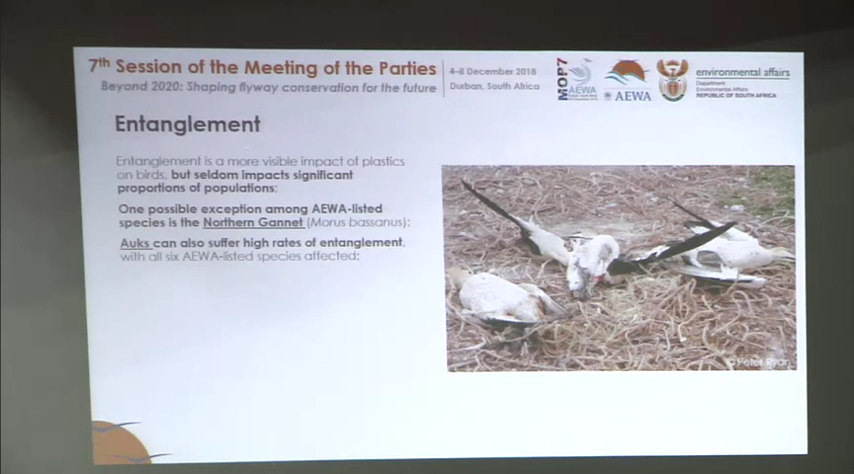 7th Session of the Meeting of the Parties
Beyond 2020: Shaping flyway conservation for the future
4–8 December 2018
Durban, South Africa
MOP7
AEWA
AEWA
environmental affairs
Department:
Environmental Affairs
REPUBLIC OF SOUTH AFRICA
Entanglement
Entanglement is a more visible impact of plastics
on birds, but seldom impacts significant
proportions of populations;
One possible exception among AEWA-listed
species is the Northern Gannet (Morus bassanus);
Auks can also suffer high rates of entanglement,
with all six AEWA-listed species affected;
© Peter Ryan